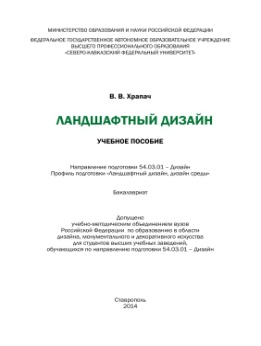 МИНИСТЕРСТВО ОБРАЗОВАНИЯ И НАУКИ РОССИЙСКОЙ ФЕДЕРАЦИИ
ФЕДЕРАЛЬНОЕ ГОСУДАРСТВЕННОЕ АВТОНОМНОЕ ОБРАЗОВАТЕЛЬНОЕ УЧРЕЖДЕНИЕ
ВЫСШЕГО ПРОФЕССИОНАЛЬНОГО ОБРАЗОВАНИЯ
«СЕВЕРО-КАВКАЗСКИЙ ФЕДЕРАЛЬНЫЙ УНИВЕРСИТЕТ»
В. В. Храпач
ЛАНДШАФТНЫЙ ДИЗАЙН
УЧЕБНОЕ ПОСОБИЕ
Направление подготовки 54.03.01 – Дизайн
Профиль подготовки «Ландшафтный дизайн, дизайн среды»
Бакалавриат
Допущено
учебно-методическим объединением вузов
Российской Федерации по образованию в области
дизайна, монументального и декоративного искусства
для студентов высших учебных заведений,
обучающихся по направлению подготовки 54.03.01 – Дизайн
Ставрополь
2014